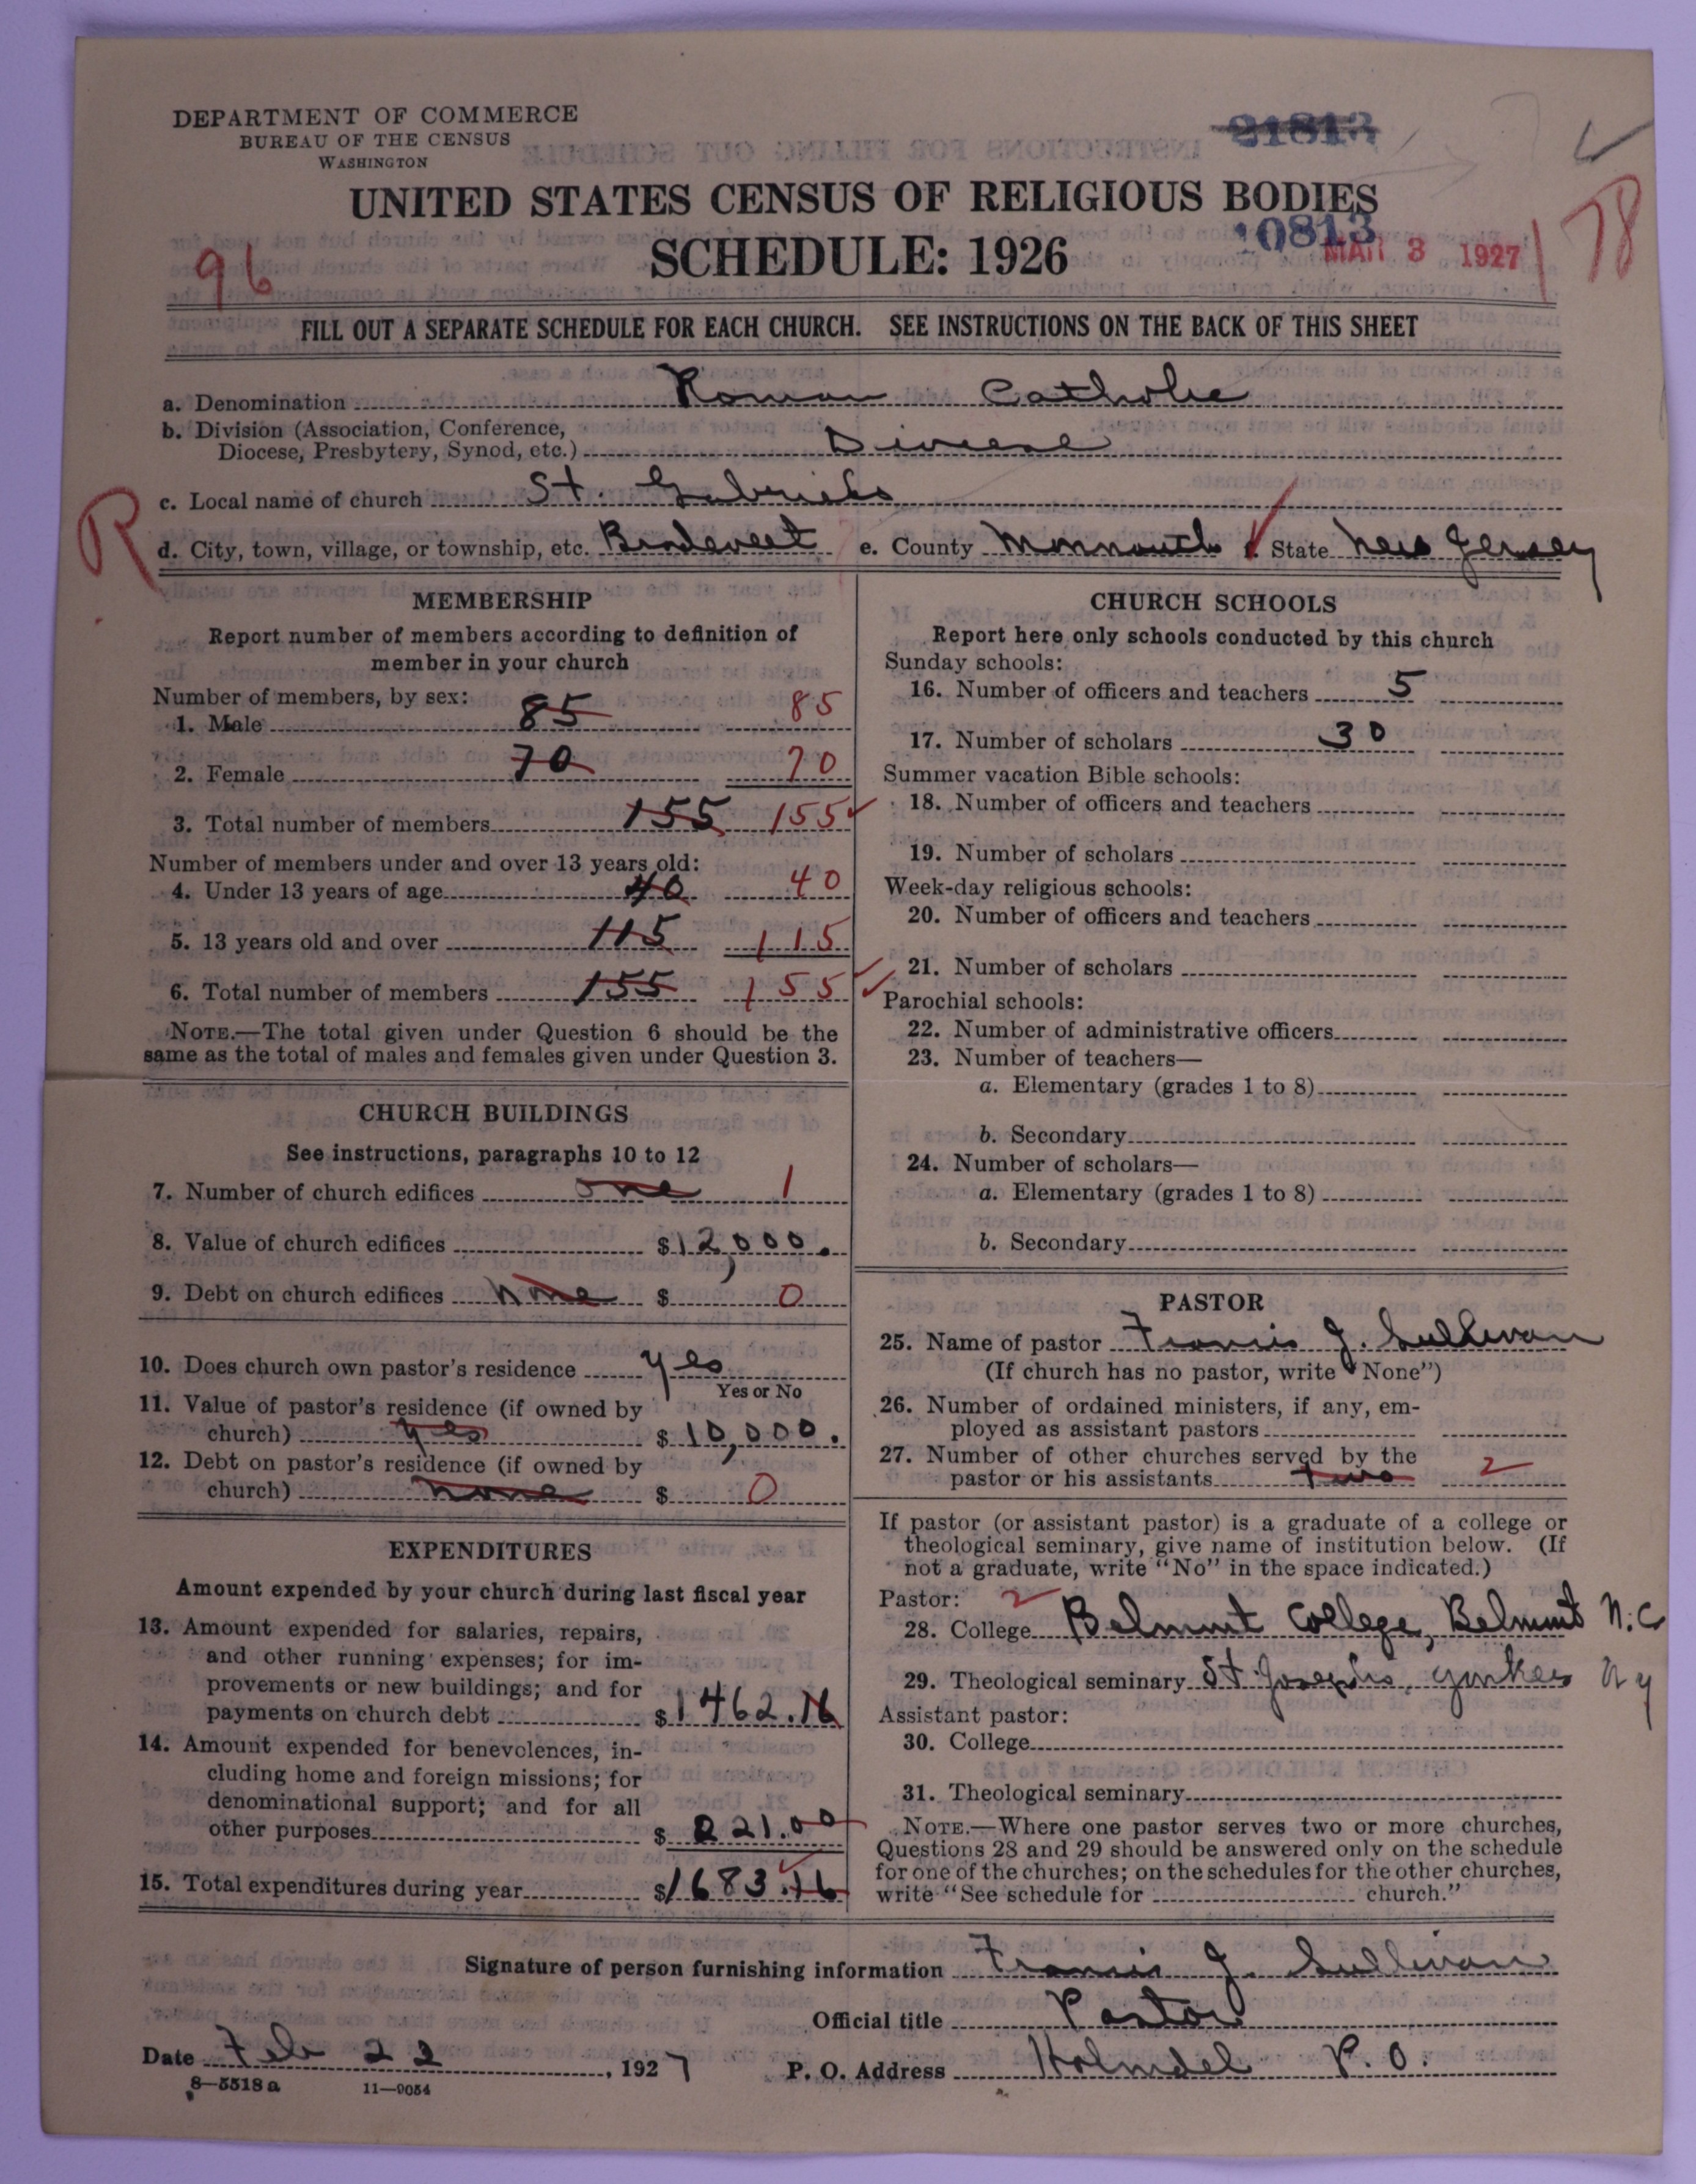 DEPARTMENT OF COMMERCE
BUREAU OF THE CENSUS
WASHINGTON
21813
UNITED STATES CENSUS OF RELIGIOUS BODIES
SCHEDULE: 1926
10813
MAR 3 1927
96
78
FILL OUT A SEPARATE SCHEDULE FOR EACH CHURCH. SEE INSTRUCTIONS ON THE BACK OF THIS SHEET
a. Denomination Roman Catholic
b. Division (Association, Conference,
Diocese, Presbytery, Synod, etc.) Diocese
R
c. Local name of church St. Gabriels
d. City, town, village, or township, etc. Bradevelt e. County Monmouth State New Jersey
MEMBERSHIP
Report number of members according to definition of
member in your church
Number of members, by sex:
1. Male 85 85
2. Female 70 70
3. Total number of members 155 155
Number of members under and over 13 years old:
4. Under 13 years of age 40 40
5. 13 years old and over 115 115
6. Total number of members 155 155
NOTE.—The total given under Question 6 should be the
same as the total of males and females given under Question 3.
CHURCH BUILDINGS
See instructions, paragraphs 10 to 12
7. Number of church edifices one 1
8. Value of church edifices $12,000.
9. Debt on church edifices None $ 0
10. Does church own pastor's residence yes
Yes or No
11. Value of pastor's residence (if owned by
church) yes $10,000.
12. Debt on pastor's residence (if owned by
church) none $ 0
EXPENDITURES
Amount expended by your church during last fiscal year
13. Amount expended for salaries, repairs,
and other running expenses; for im-
provements or new buildings; and for
payments on church debt $1462.16
14. Amount expended for benevolences, in-
cluding home and foreign missions; for
denominational support; and for all
other purposes $ 221.00
15. Total expenditures during year $1683.16
CHURCH SCHOOLS
Report here only schools conducted by this church
Sunday schools:
16. Number of officers and teachers 5
17. Number of scholars 30
Summer vacation Bible schools:
18. Number of officers and teachers
19. Number of scholars
Week-day religious schools:
20. Number of officers and teachers
21. Number of scholars
Parochial schools:
22. Number of administrative officers
23. Number of teachers—
a. Elementary (grades 1 to 8)
b. Secondary
24. Number of scholars—
a. Elementary (grades 1 to 8)
b. Secondary
PASTOR
25. Name of pastor Francis J. Sullivan
(If church has no pastor, write "None")
26. Number of ordained ministers, if any, em-
ployed as assistant pastors
27. Number of other churches served by the
pastor or his assistants two 2
If pastor (or assistant pastor) is a graduate of a college or
theological seminary, give name of institution below. (If
not a graduate, write "No" in the space indicated.)
Pastor: 2
28. College Belmont College, Belmont N.C
29. Theological seminary St. Josephs, Yonkers N Y
Assistant pastor:
30. College
31. Theological seminary
NOTE.—Where one pastor serves two or more churches,
Questions 28 and 29 should be answered only on the schedule
for one of the churches; on the schedules for the other churches,
write "See schedule for church."
Signature of person furnishing information Francis J. Sullivan
Official title Pastor
Date Feb 22, 1927 P. O. Address Holmdel P. O.
8—5518 a 11—9054